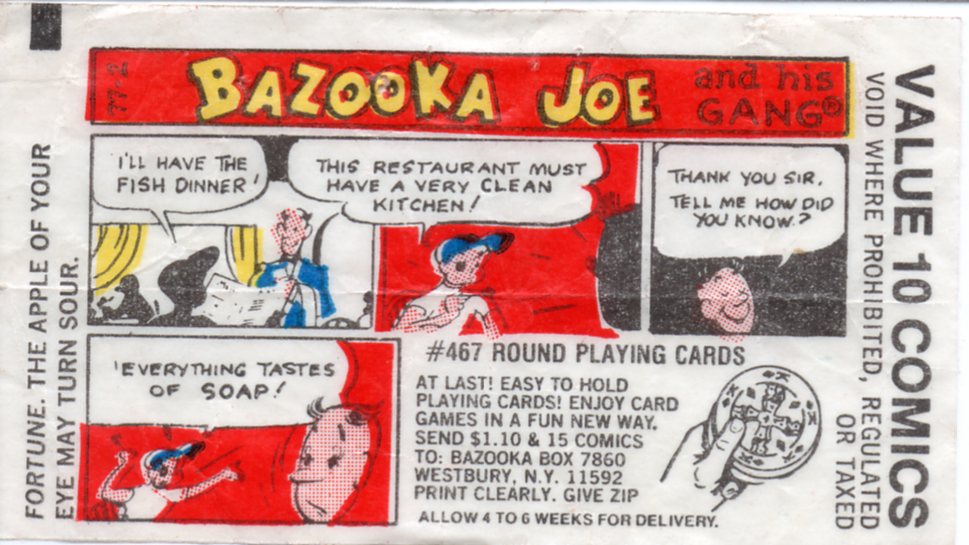 77-2
BAZOOKA JOE
and his
GANG®
I'LL HAVE THE
FISH DINNER!
THIS RESTAURANT MUST
HAVE A VERY CLEAN
KITCHEN!
THANK YOU SIR.
TELL ME HOW DID
YOU KNOW?
'EVERYTHING TASTES
OF SOAP!
#467 ROUND PLAYING CARDS
AT LAST! EASY TO HOLD
PLAYING CARDS! ENJOY CARD
GAMES IN A FUN NEW WAY.
SEND $1.10 & 15 COMICS
TO: BAZOOKA BOX 7860
WESTBURY, N.Y. 11592
PRINT CLEARLY. GIVE ZIP
ALLOW 4 TO 6 WEEKS FOR DELIVERY.
FORTUNE. THE APPLE OF YOUR
EYE MAY TURN SOUR.
VALUE 10 COMICS
VOID WHERE PROHIBITED, REGULATED
OR TAXED